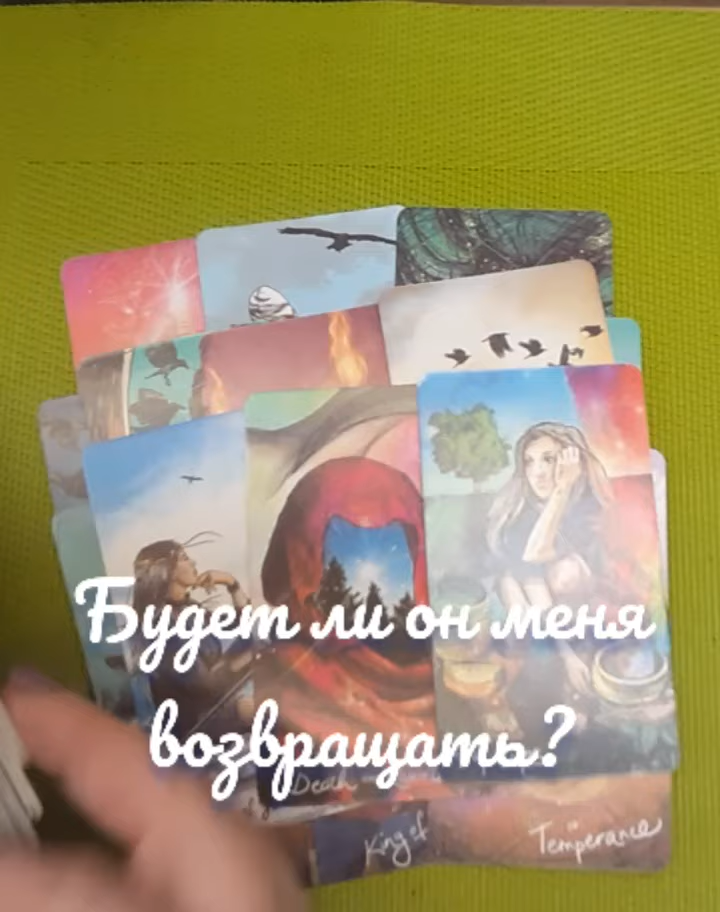 Будет ли он меня
возвращать?
Death
King of
Temperance